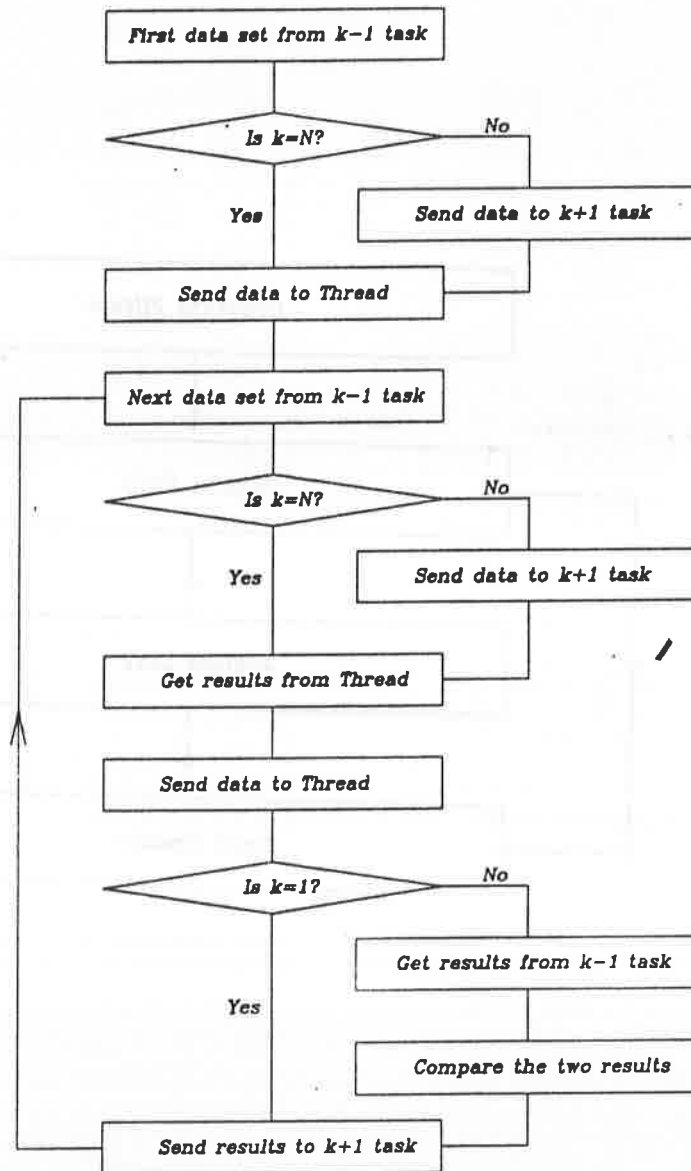 First data set from k-1 task
Is k=N?
No
Yes
Send data to k+1 task
Send data to Thread
Next data set from k-1 task
Is k=N?
No
Yes
Send data to k+1 task
Get results from Thread
Send data to Thread
Is k=1?
No
Get results from k-1 task
Yes
Compare the two results
Send results to k+1 task